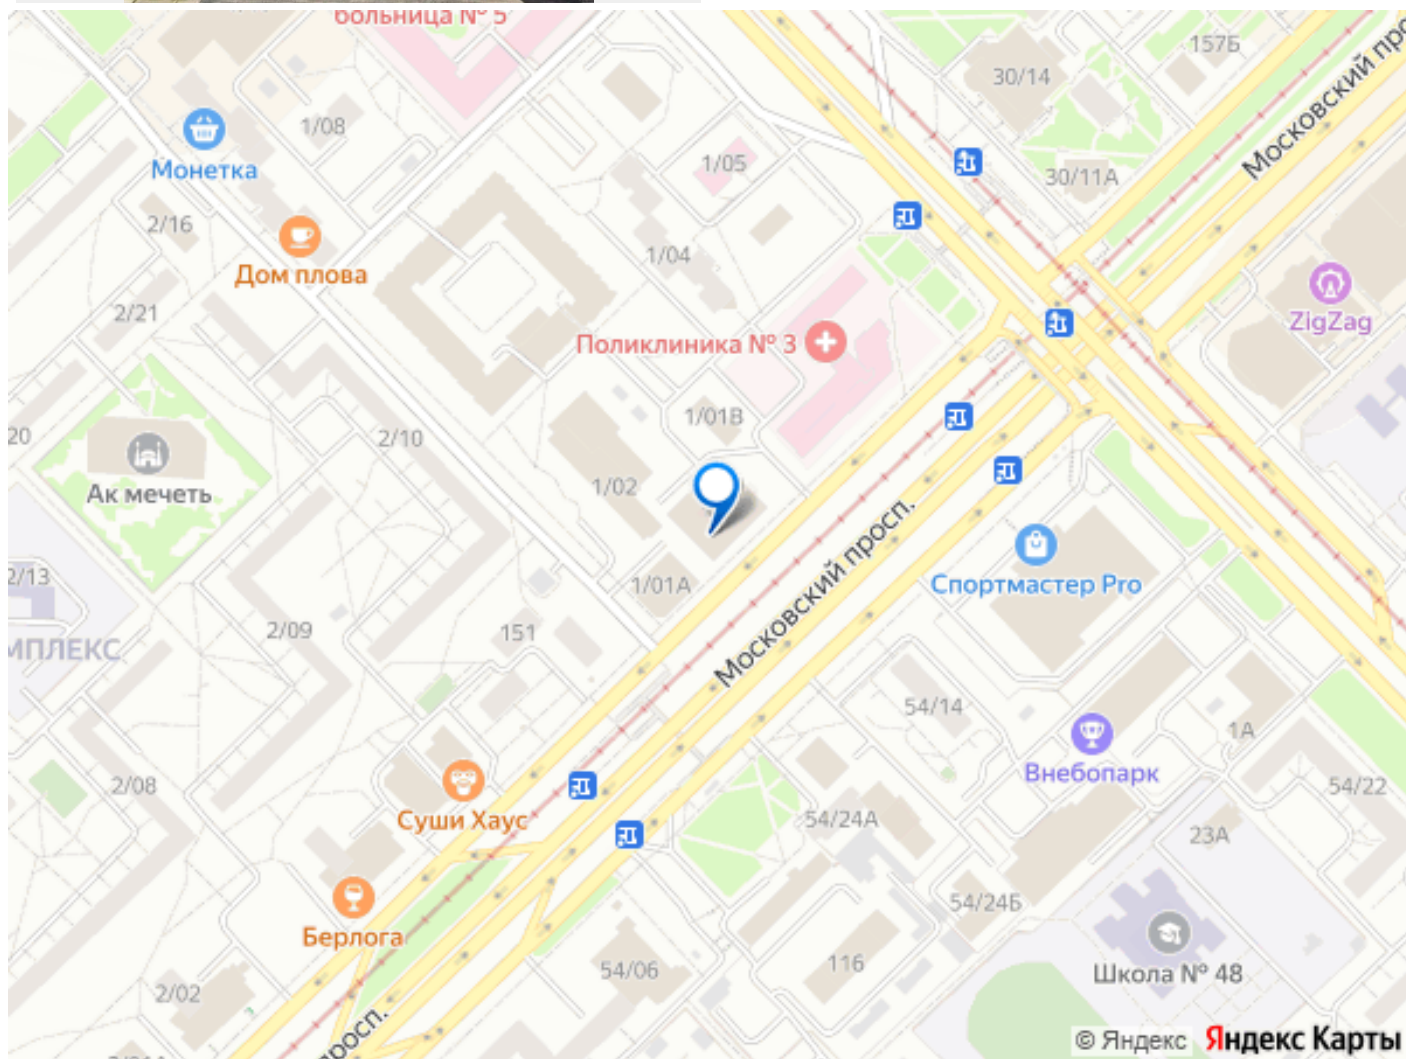 больница № 5
157Б
30/14
Московский про
1/08
Монетка
1/05
30/11А
2/16
1/04
Дом плова
ZigZag
2/21
Поликлиника № 3
1/01В
20
2/10
Ак мечеть
1/02
Московский просп.
2/13
1/01А
Спортмастер Pro
2/09
151
МПЛЕКС
54/14
1А
Внебопарк
2/08
54/22
Суши Хаус
54/24А
23А
54/24Б
Берлога
54/06
116
Школа № 48
2/02
просп.
© Яндекс Яндекс Карты